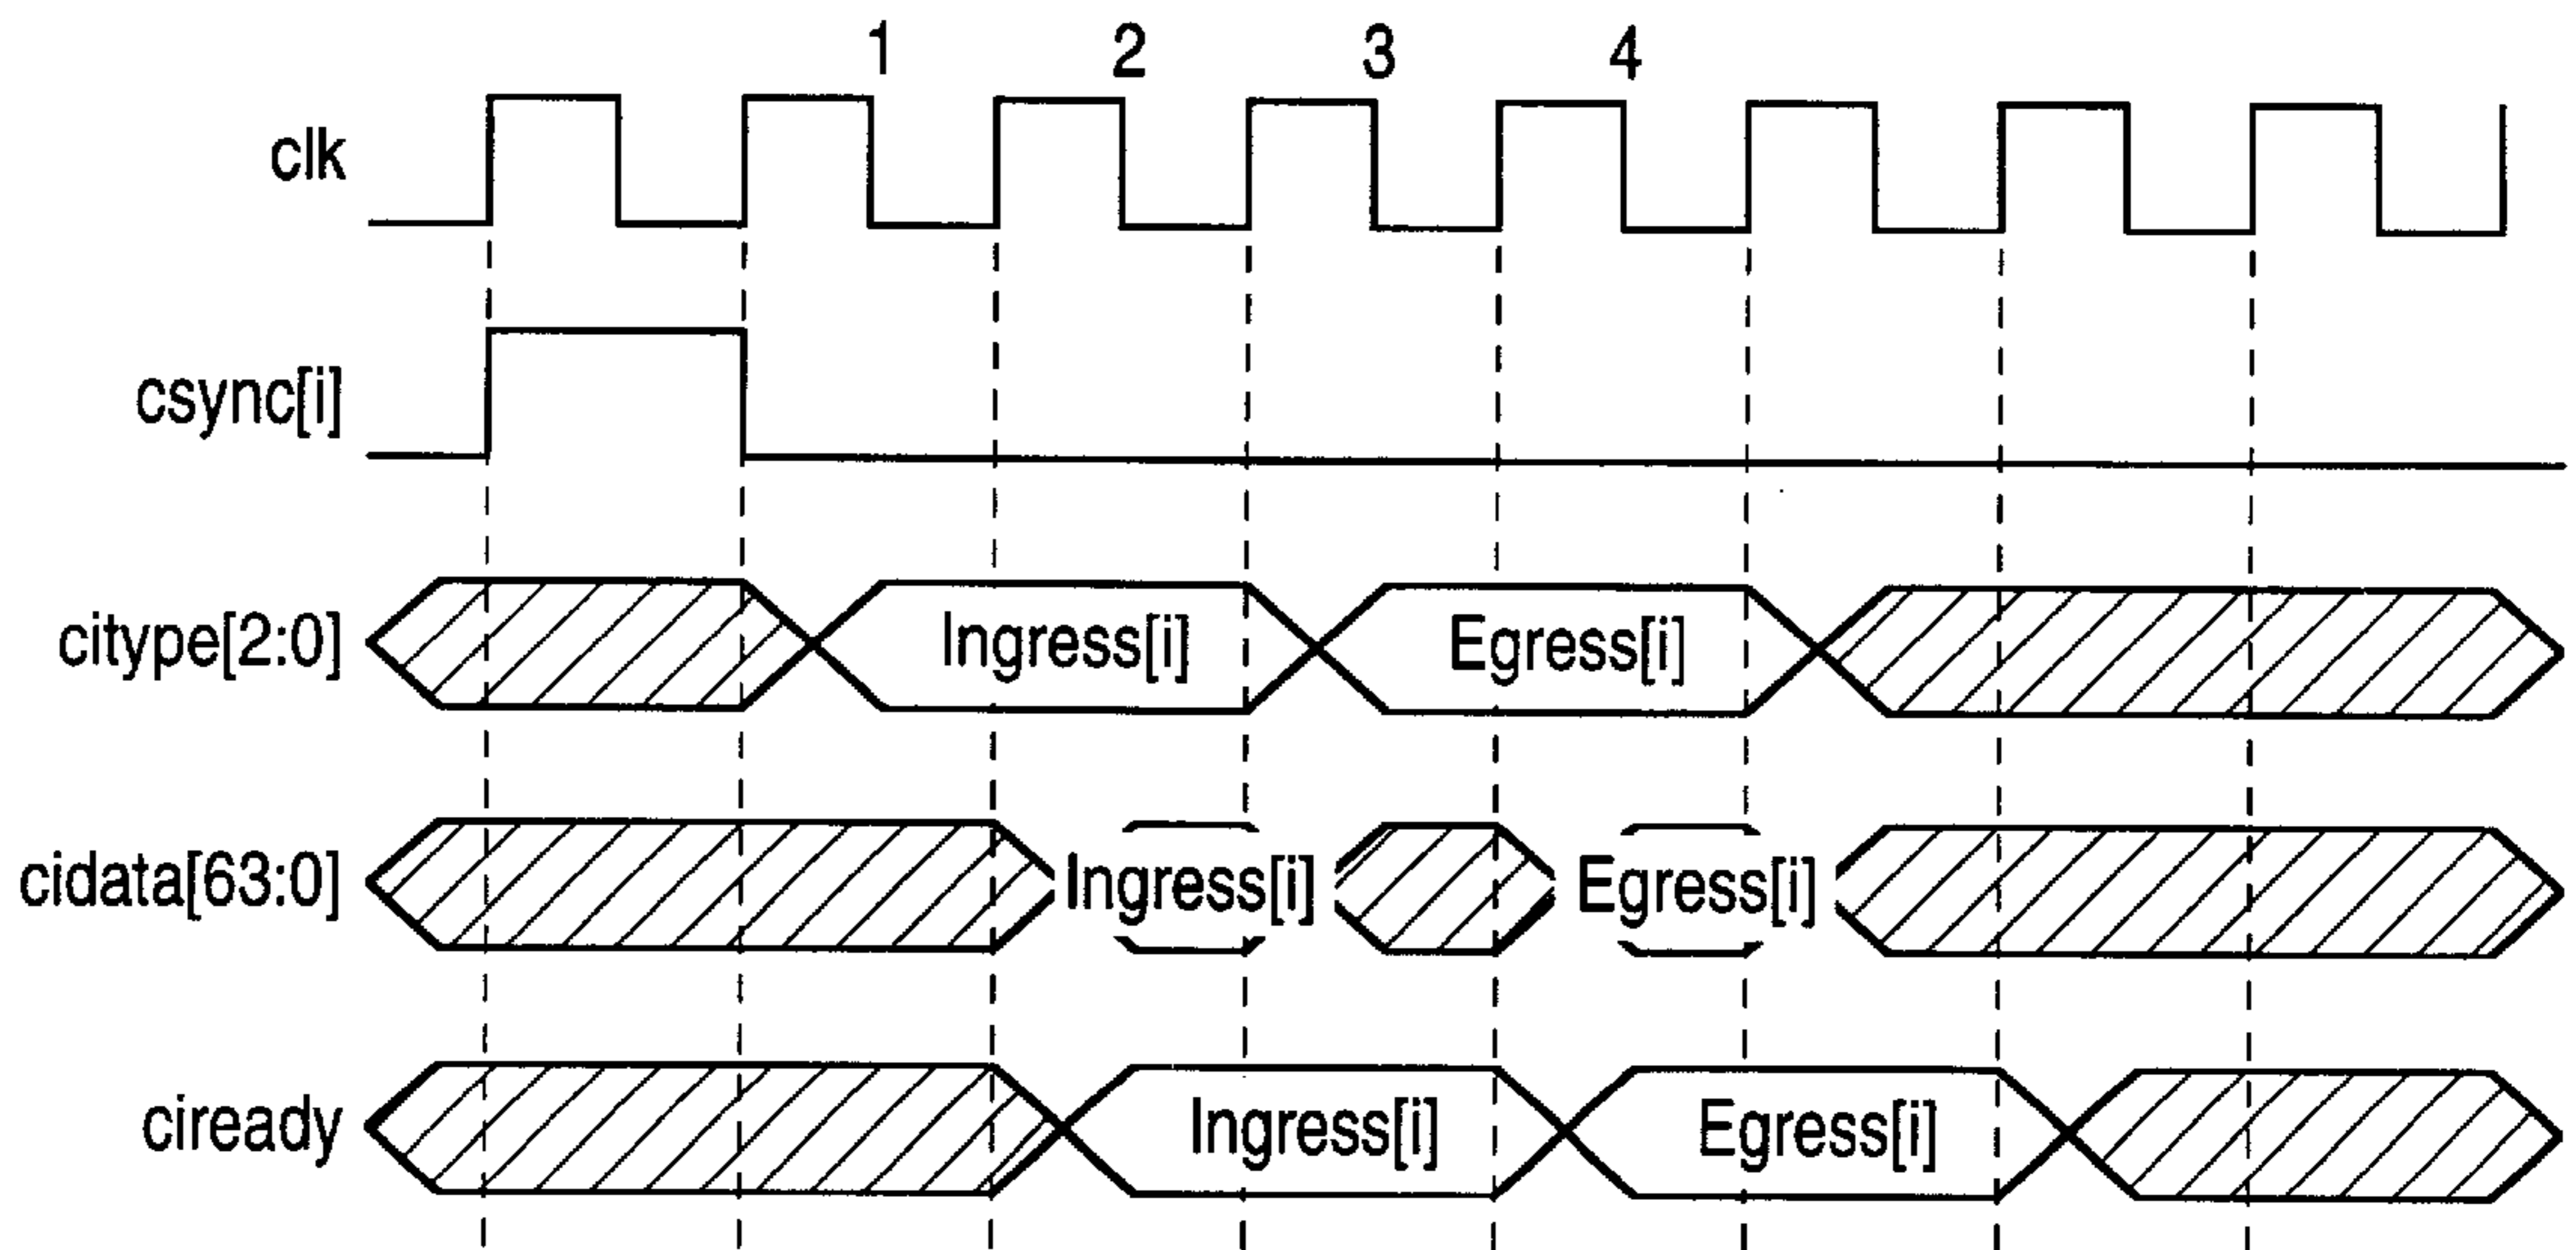 1 2 3 4
clk
csync[i]
citype[2:0] Ingress[i] Egress[i]
cidata[63:0] Ingress[i] Egress[i]
ciready Ingress[i] Egress[i]